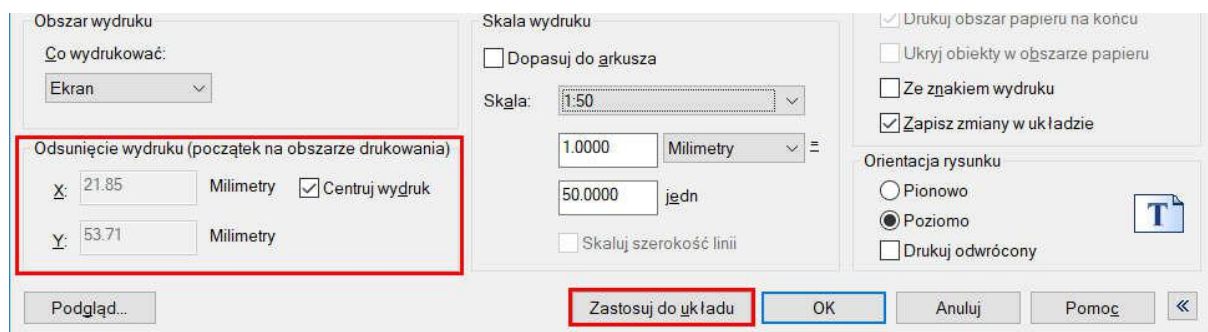 Obszar wydruku
Co wydrukować:
Ekran
Odsunięcie wydruku (początek na obszarze drukowania)
X: 21.85 Milimetry Centruj wydruk
Y: 53.71 Milimetry
Skala wydruku
Dopasuj do arkusza
Skala: 1:50
1.0000 Milimetry =
50.0000 jedn
Skaluj szerokość linii
Drukuj obszar papieru na końcu
Ukryj obiekty w obszarze papieru
Ze znakiem wydruku
Zapisz zmiany w układzie
Orientacja rysunku
Pionowo
Poziomo
Drukuj odwrócony
T
Podgląd... Zastosuj do układu OK Anuluj Pomoc «